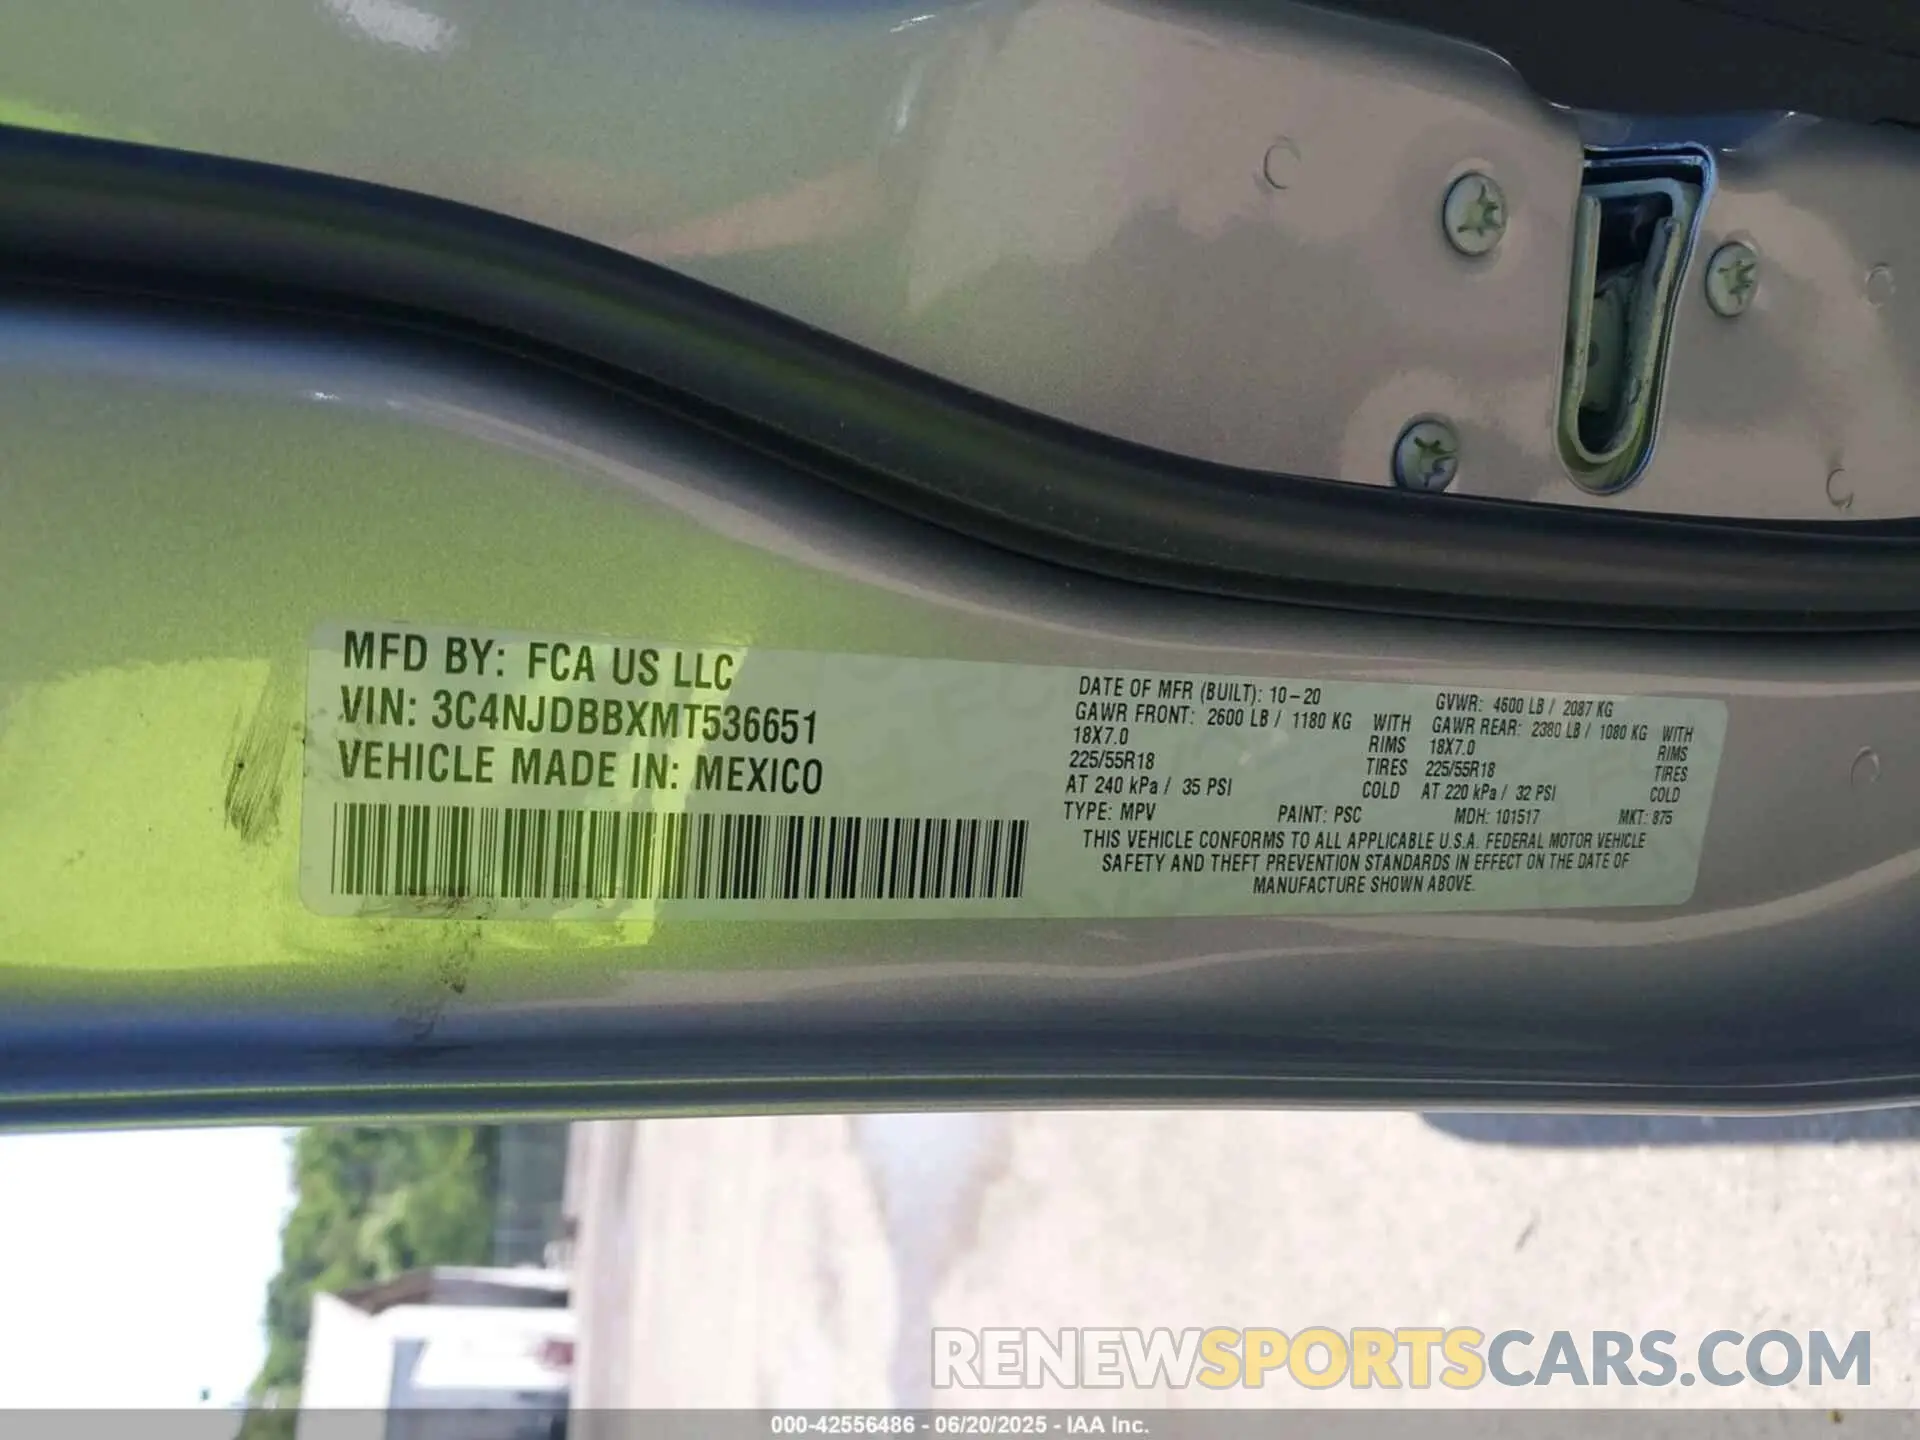 MFD BY: FCA US LLC
VIN: 3C4NJDBBXMT536651
VEHICLE MADE IN: MEXICO
DATE OF MFR (BUILT): 10-20
GVWR: 4600 LB / 2087 KG
GAWR FRONT: 2600 LB / 1180 KG WITH
18X7.0 RIMS
225/55R18 TIRES
AT 240 kPa / 35 PSI COLD
GAWR REAR: 2380 LB / 1080 KG WITH
18X7.0 RIMS
225/55R18 TIRES
AT 220 kPa / 32 PSI COLD
TYPE: MPV PAINT: PSC MDH: 101517 MKT: 875
THIS VEHICLE CONFORMS TO ALL APPLICABLE U.S.A. FEDERAL MOTOR VEHICLE
SAFETY AND THEFT PREVENTION STANDARDS IN EFFECT ON THE DATE OF
MANUFACTURE SHOWN ABOVE.
RENEWSPORTSCARS.COM
000-42556486 - 06/20/2025 - IAA Inc.